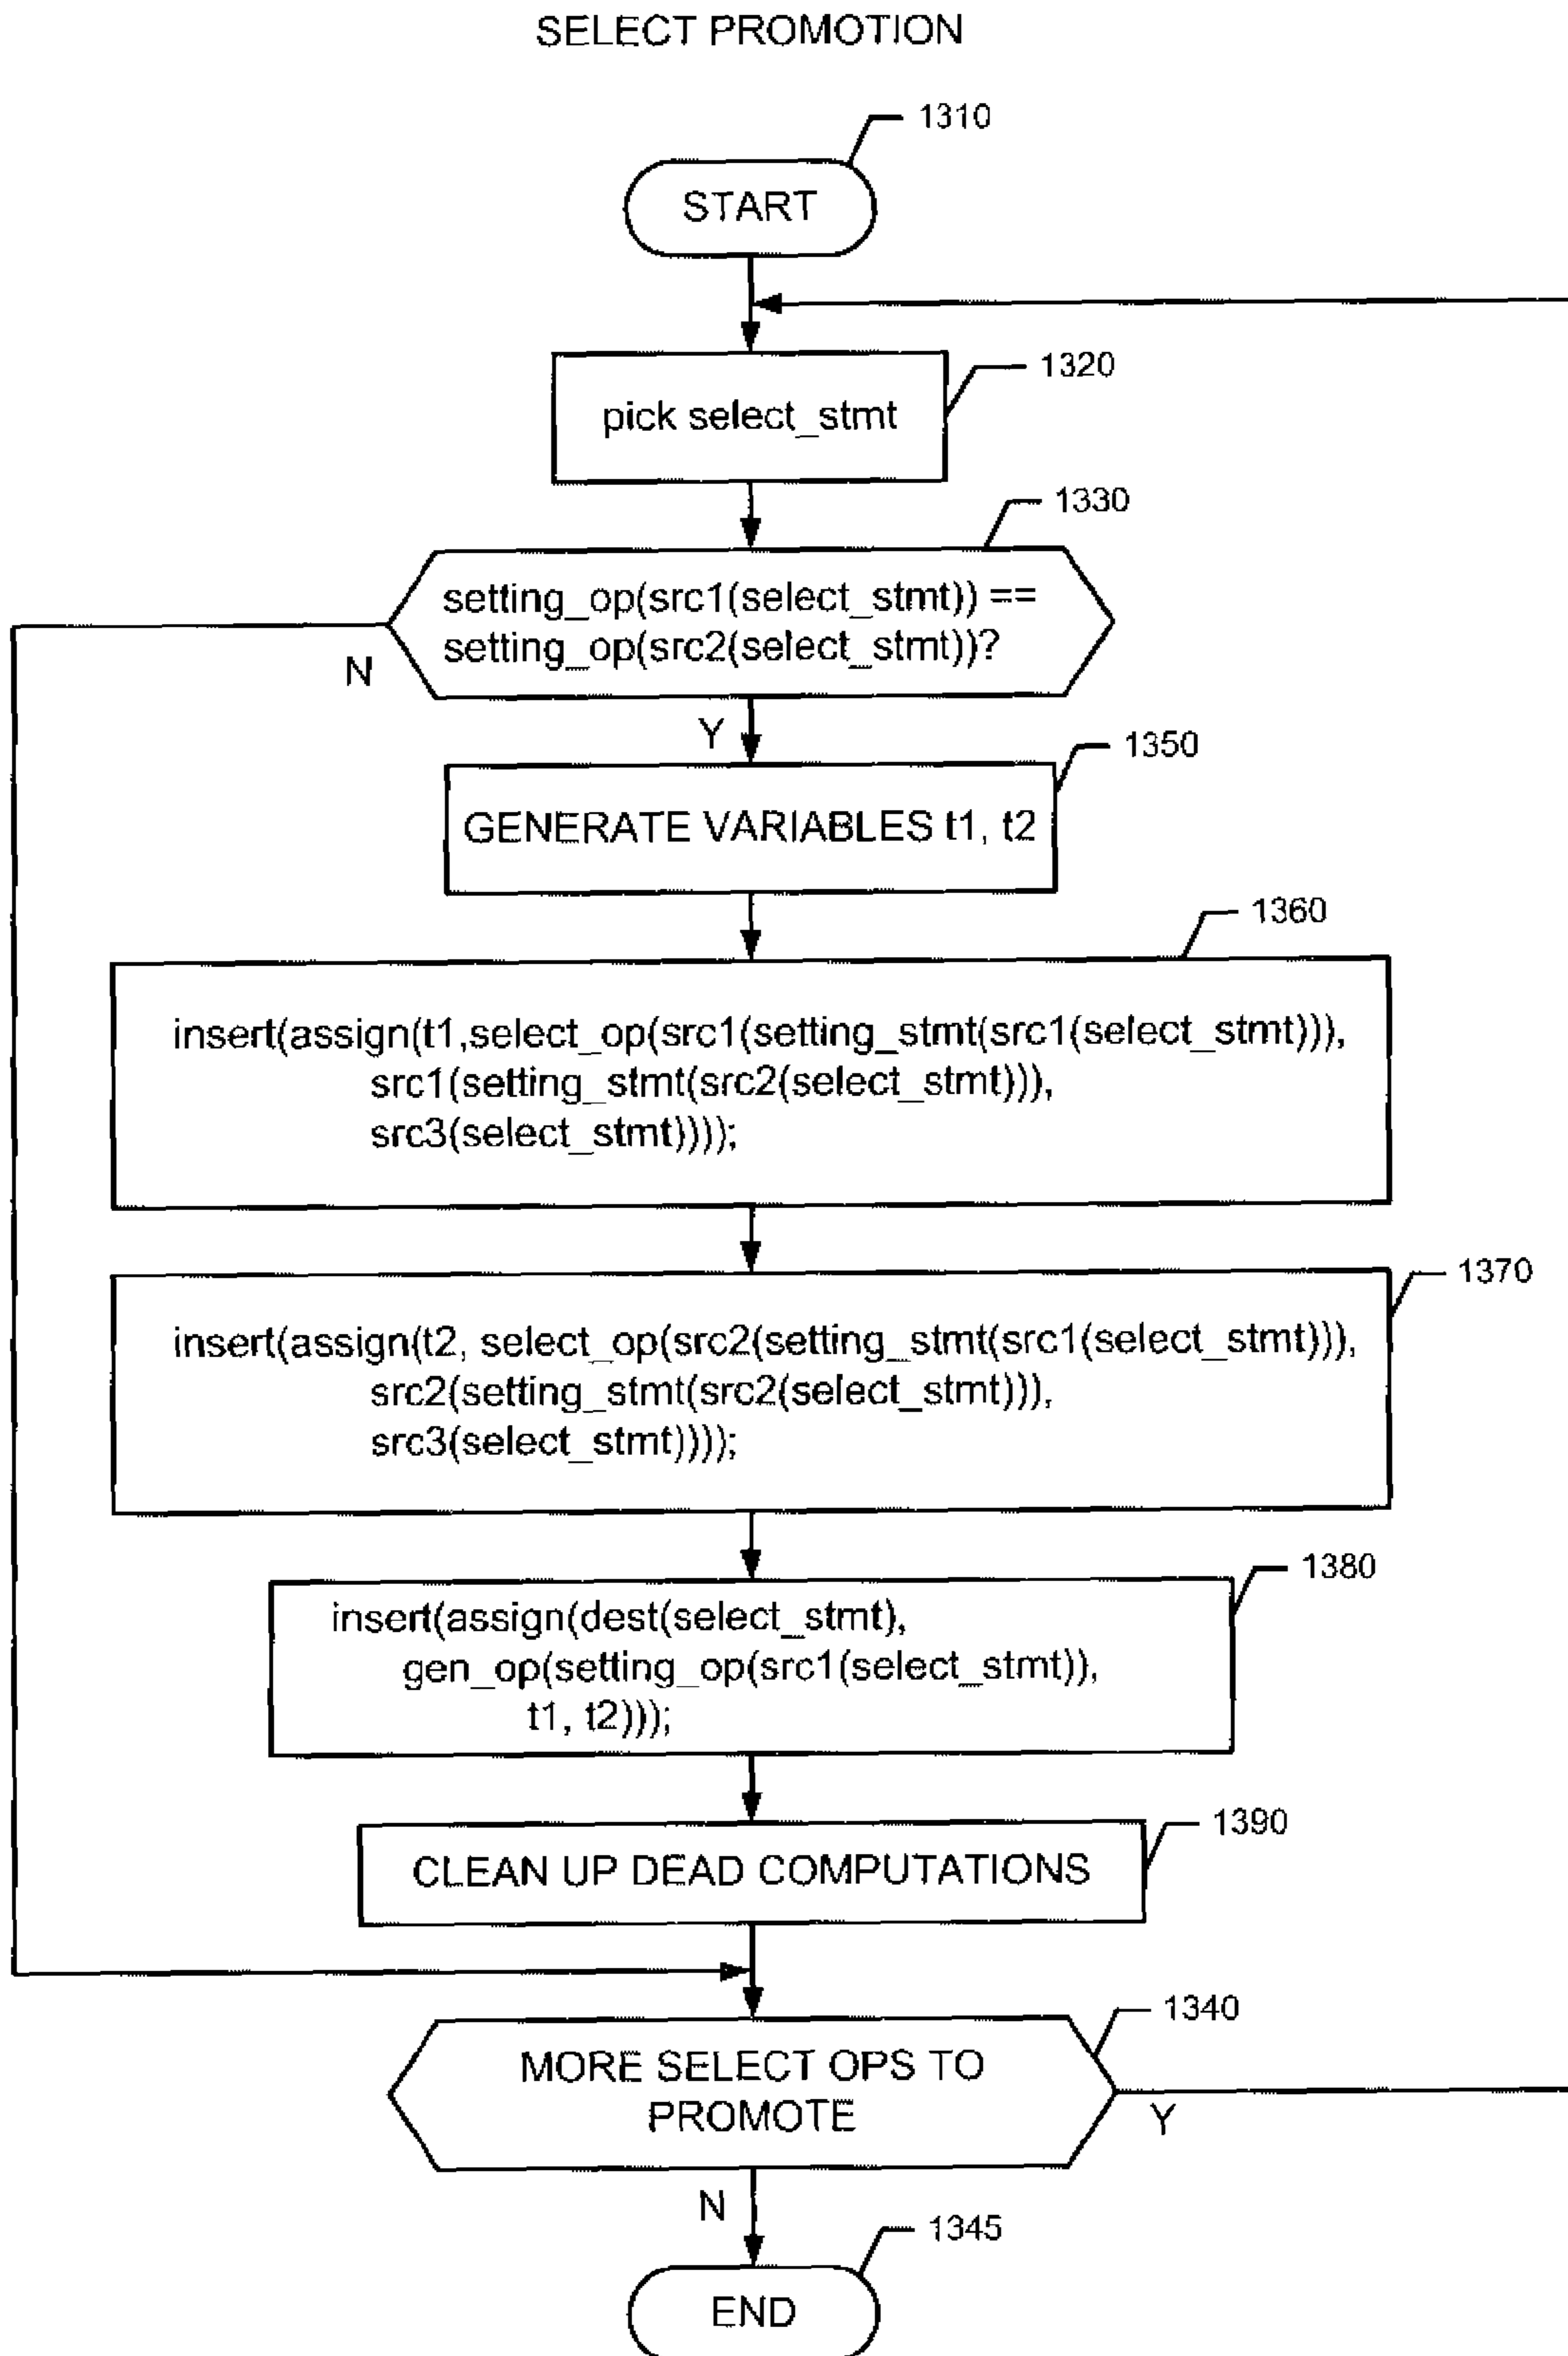 SELECT PROMOTION
1310
START
1320
pick select_stmt
1330
setting_op(src1(select_stmt)) ==
setting_op(src2(select_stmt))?
N
Y
1350
GENERATE VARIABLES t1, t2
1360
insert(assign(t1,select_op(src1(setting_stmt(src1(select_stmt))),
src1(setting_stmt(src2(select_stmt))),
src3(select_stmt))));
1370
insert(assign(t2, select_op(src2(setting_stmt(src1(select_stmt))),
src2(setting_stmt(src2(select_stmt))),
src3(select_stmt))));
1380
insert(assign(dest(select_stmt),
gen_op(setting_op(src1(select_stmt)),
t1, t2)));
1390
CLEAN UP DEAD COMPUTATIONS
1340
MORE SELECT OPS TO
PROMOTE
Y
N
1345
END